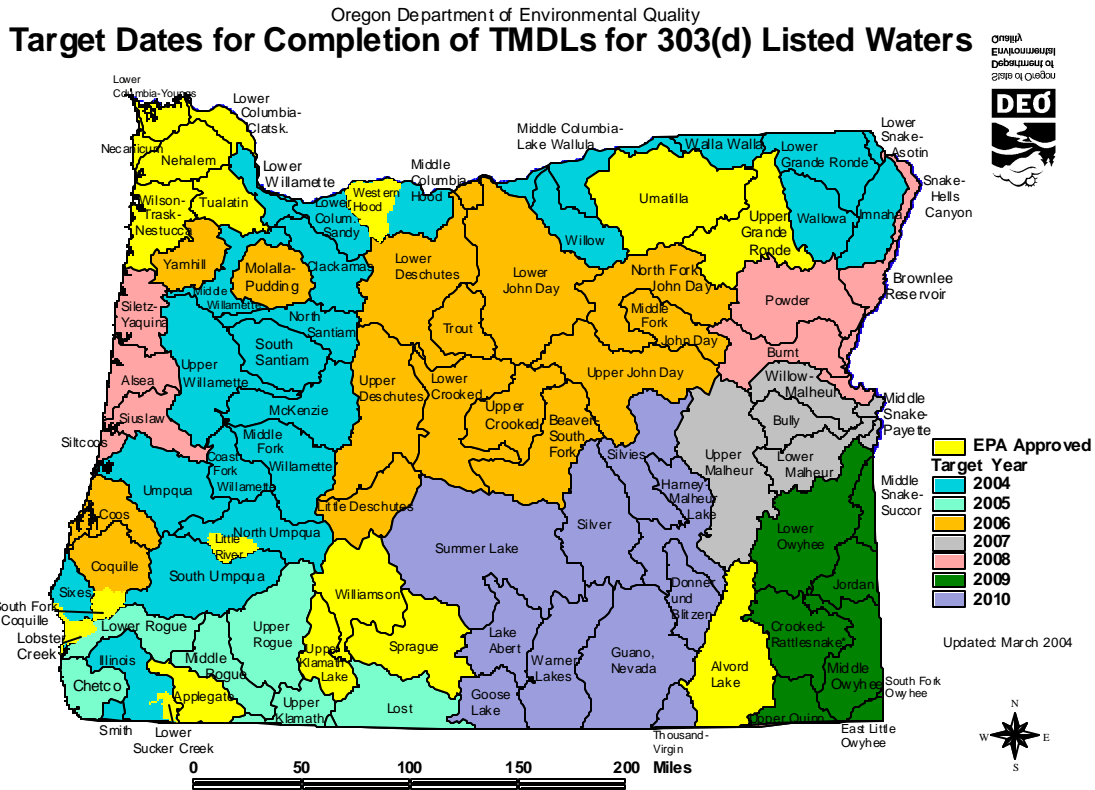 Oregon Department of Environmental Quality
Target Dates for Completion of TMDLs for 303(d) Listed Waters
Quality
Environmental
Department of
State of Oregon
DEQ
Lower
Columbia-Youngs
Lower
Columbia-
Clatsk.
Necanicum
Nehalem
Lower
Willamette
Wilson-
Trask-
Nestucca
Tualatin
Lower
Colum.
Sandy
Western
Hood
Middle
Columbia
Hood
Middle Columbia-
Lake Wallula
Walla Walla
Lower
Grande Ronde
Lower
Snake-
Asotin
Snake-
Hells
Canyon
Umatilla
Willow
Upper
Grande
Ronde
Wallowa
Imnaha
Yamhill
Molalla-
Pudding
Clackamas
Middle
Willamette
Lower
Deschutes
Lower
John Day
North Fork
John Day
Powder
Brownlee
Reservoir
Siletz-
Yaquina
North
Santiam
South
Santiam
Trout
Middle
Fork
John Day
Burnt
Alsea
Upper
Willamette
Upper
Deschutes
Lower
Crooked
Upper John Day
Willow-
Malheur
Middle
Snake-
Payette
Siuslaw
McKenzie
Upper
Crooked
Beaver-
South
Fork
Bully
Siltcoos
Middle
Fork
Willamette
Coast
Fork
Willamette
Silvies
Upper
Malheur
Lower
Malheur
Umpqua
Little Deschutes
Harney-
Malheur
Lake
Middle
Snake-
Succor
Coos
North Umpqua
Little
River
Summer Lake
Silver
Lower
Owyhee
Coquille
South Umpqua
Sixes
South Fork
Coquille
Williamson
Donner
und
Blitzen
Jordan
Lobster
Creek
Lower Rogue
Upper
Rogue
Upper
Klamath
Lake
Sprague
Lake
Abert
Warner
Lakes
Guano,
Nevada
Alvord
Lake
Crooked-
Rattlesnake
Illinois
Middle
Rogue
Chetco
Applegate
Upper
Klamath
Lost
Goose
Lake
Middle
Owyhee
South Fork
Owyhee
Upper Quinn
Smith
Lower
Sucker Creek
Thousand-
Virgin
East Little
Owyhee
EPA Approved
Target Year
2004
2005
2006
2007
2008
2009
2010
Updated: March 2004
N
W E
S
0 50 100 150 200 Miles